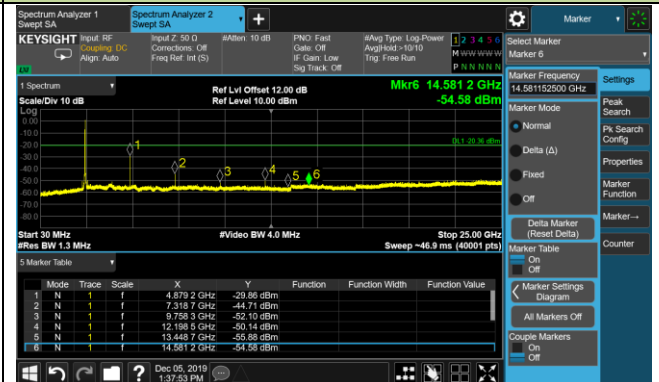 Spectrum Analyzer 1
Swept SA
Spectrum Analyzer 2
Swept SA
Marker
KEYSIGHT
Input: RF
Coupling: DC
Align: Auto
Input Z: 50 Ω
Corrections: Off
Freq Ref: Int (S)
#Atten: 10 dB
PNO: Fast
Gate: Off
IF Gain: Low
Sig Track: Off
#Avg Type: Log-Power
Avg|Hold:>10/10
Trig: Free Run
1 2 3 4 5 6
M W W W W W
P N N N N N
Select Marker
Marker 6
1 Spectrum
Scale/Div 10 dB
Log
Ref Lvl Offset 12.00 dB
Ref Level 10.00 dBm
Mkr6 14.581 2 GHz
-54.58 dBm
0.00
-10.0
-20.0
-30.0
-40.0
-50.0
-60.0
-70.0
-80.0
DL1 -20.36 dBm
1
2
3
4
5
6
Start 30 MHz
#Res BW 1.3 MHz
#Video BW 4.0 MHz
Stop 25.00 GHz
Sweep ~46.9 ms (40001 pts)
5 Marker Table
Mode Trace Scale X Y Function Function Width Function Value
1 N 1 f 4.879 2 GHz -29.86 dBm
2 N 1 f 7.318 7 GHz -44.71 dBm
3 N 1 f 9.758 3 GHz -52.10 dBm
4 N 1 f 12.198 5 GHz -50.14 dBm
5 N 1 f 13.448 7 GHz -55.88 dBm
6 N 1 f 14.581 2 GHz -54.58 dBm
Dec 05, 2019
1:37:53 PM
Marker Frequency
14.581152500 GHz
Marker Mode
Normal
Delta (Δ)
Fixed
Off
Delta Marker
(Reset Delta)
Marker Table
On
Off
Marker Settings
Diagram
All Markers Off
Couple Markers
On
Off
Settings
Peak
Search
Pk Search
Config
Properties
Marker
Function
Marker→
Counter